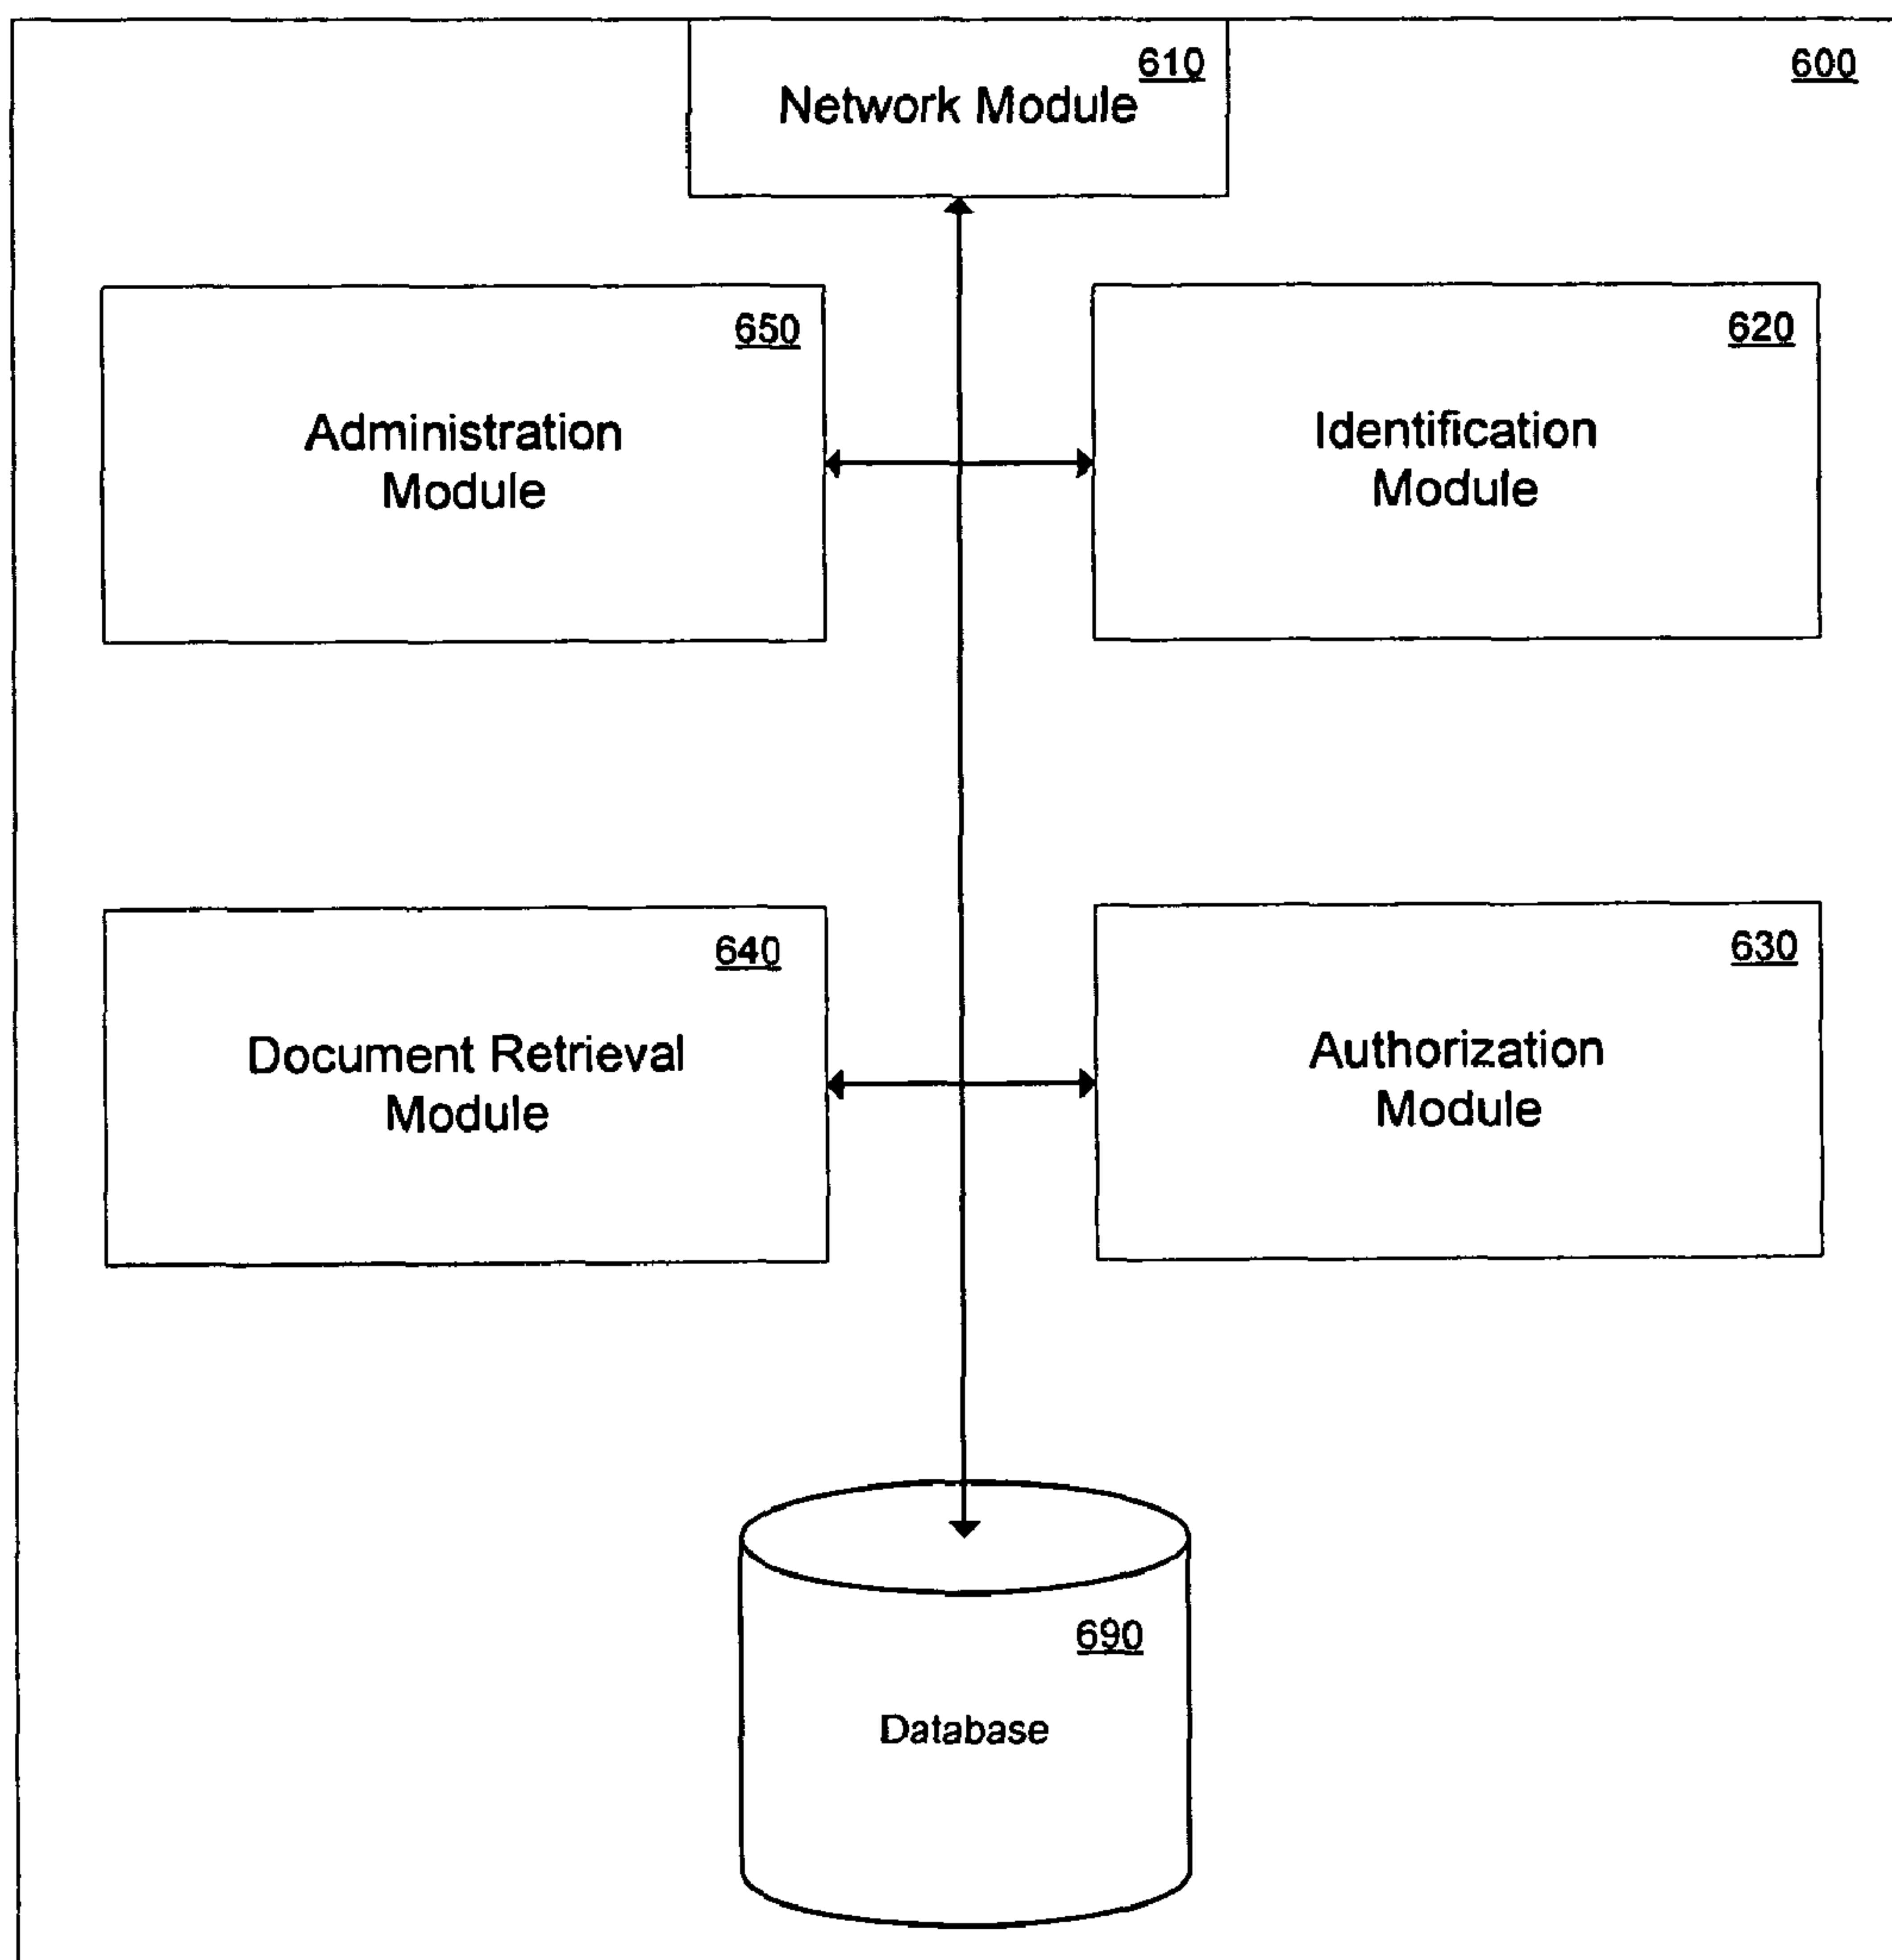 600
610
Network Module
650
Administration
Module
620
Identification
Module
640
Document Retrieval
Module
630
Authorization
Module
690
Database